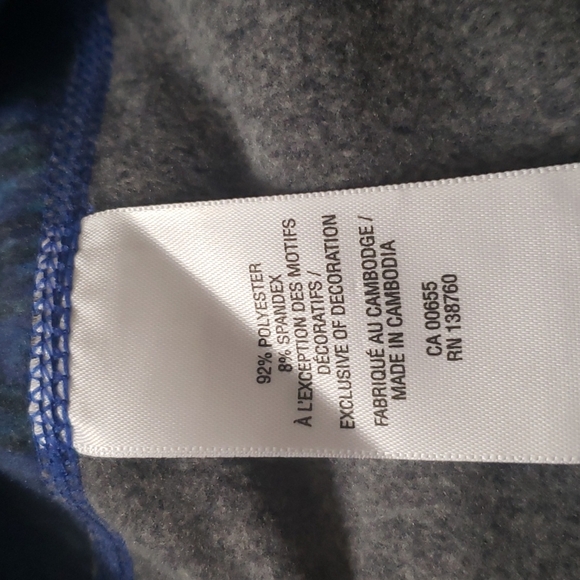 92% POLYESTER
8% SPANDEX
À L'EXCEPTION DES MOTIFS
DÉCORATIFS /
EXCLUSIVE OF DECORATION
FABRIQUÉ AU CAMBODGE /
MADE IN CAMBODIA
CA 00655
RN 138760